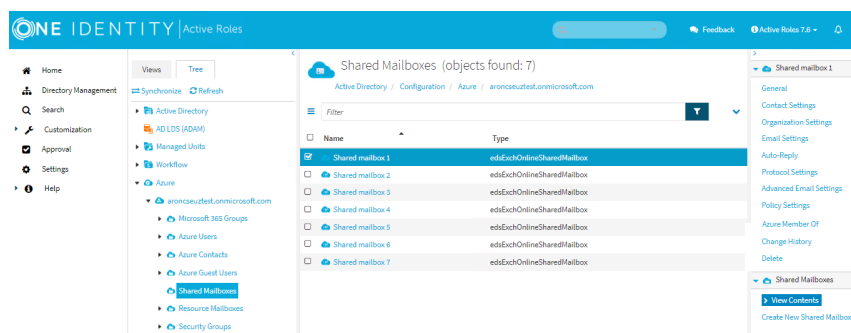 ONE IDENTITY Active Roles
Feedback
Active Roles 7.6
Home
Directory Management
Search
Customization
Approval
Settings
Help
Views Tree
Synchronize Refresh
Active Directory
AD LDS (ADAM)
Managed Units
Workflow
Azure
aroncseuztest.onmicrosoft.com
Microsoft 365 Groups
Azure Users
Azure Contacts
Azure Guest Users
Shared Mailboxes
Resource Mailboxes
Security Groups
Shared Mailboxes (objects found: 7)
Active Directory / Configuration / Azure / aroncseuztest.onmicrosoft.com
Filter
Name Type
Shared mailbox 1 edsExchOnlineSharedMailbox
Shared mailbox 2 edsExchOnlineSharedMailbox
Shared mailbox 3 edsExchOnlineSharedMailbox
Shared mailbox 4 edsExchOnlineSharedMailbox
Shared mailbox 5 edsExchOnlineSharedMailbox
Shared mailbox 6 edsExchOnlineSharedMailbox
Shared mailbox 7 edsExchOnlineSharedMailbox
Shared mailbox 1
General
Contact Settings
Organization Settings
Email Settings
Auto-Reply
Protocol Settings
Advanced Email Settings
Policy Settings
Azure Member Of
Change History
Delete
Shared Mailboxes
View Contents
Create New Shared Mailbox